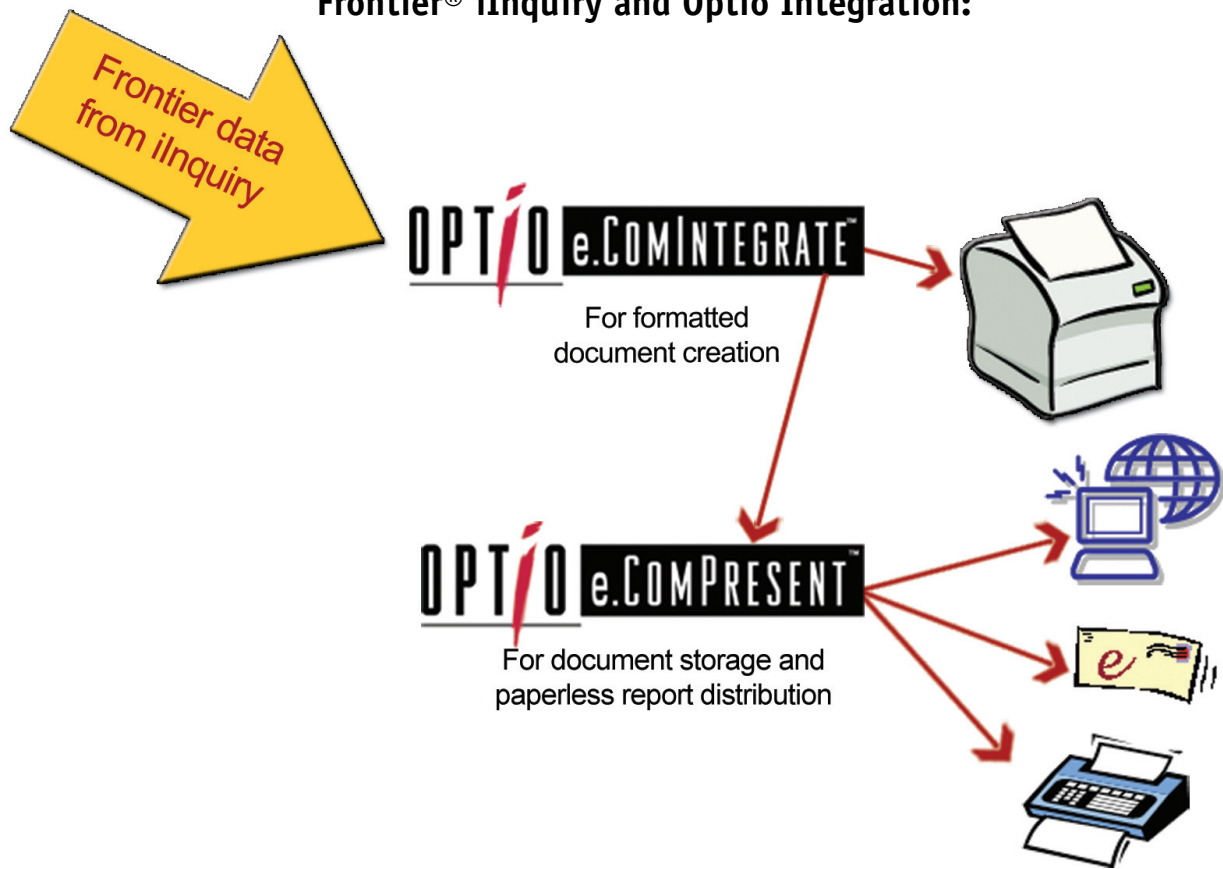 Frontier® iInquiry and Optio Integration:
Frontier data
from iInquiry
OPTiO e.COMINTEGRATE™
For formatted
document creation
OPTiO e.COMPRESENT™
For document storage and
paperless report distribution
e